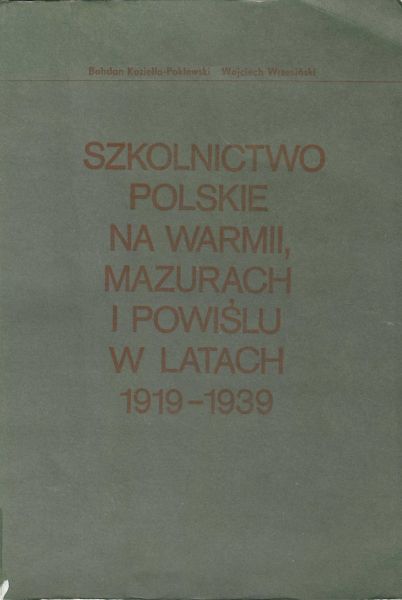 Bohdan Koziełło-Poklewski Wojciech Wrzesiński
SZKOLNICTWO
POLSKIE
NA WARMII,
MAZURACH
I POWIŚLU
W LATACH
1919-1939